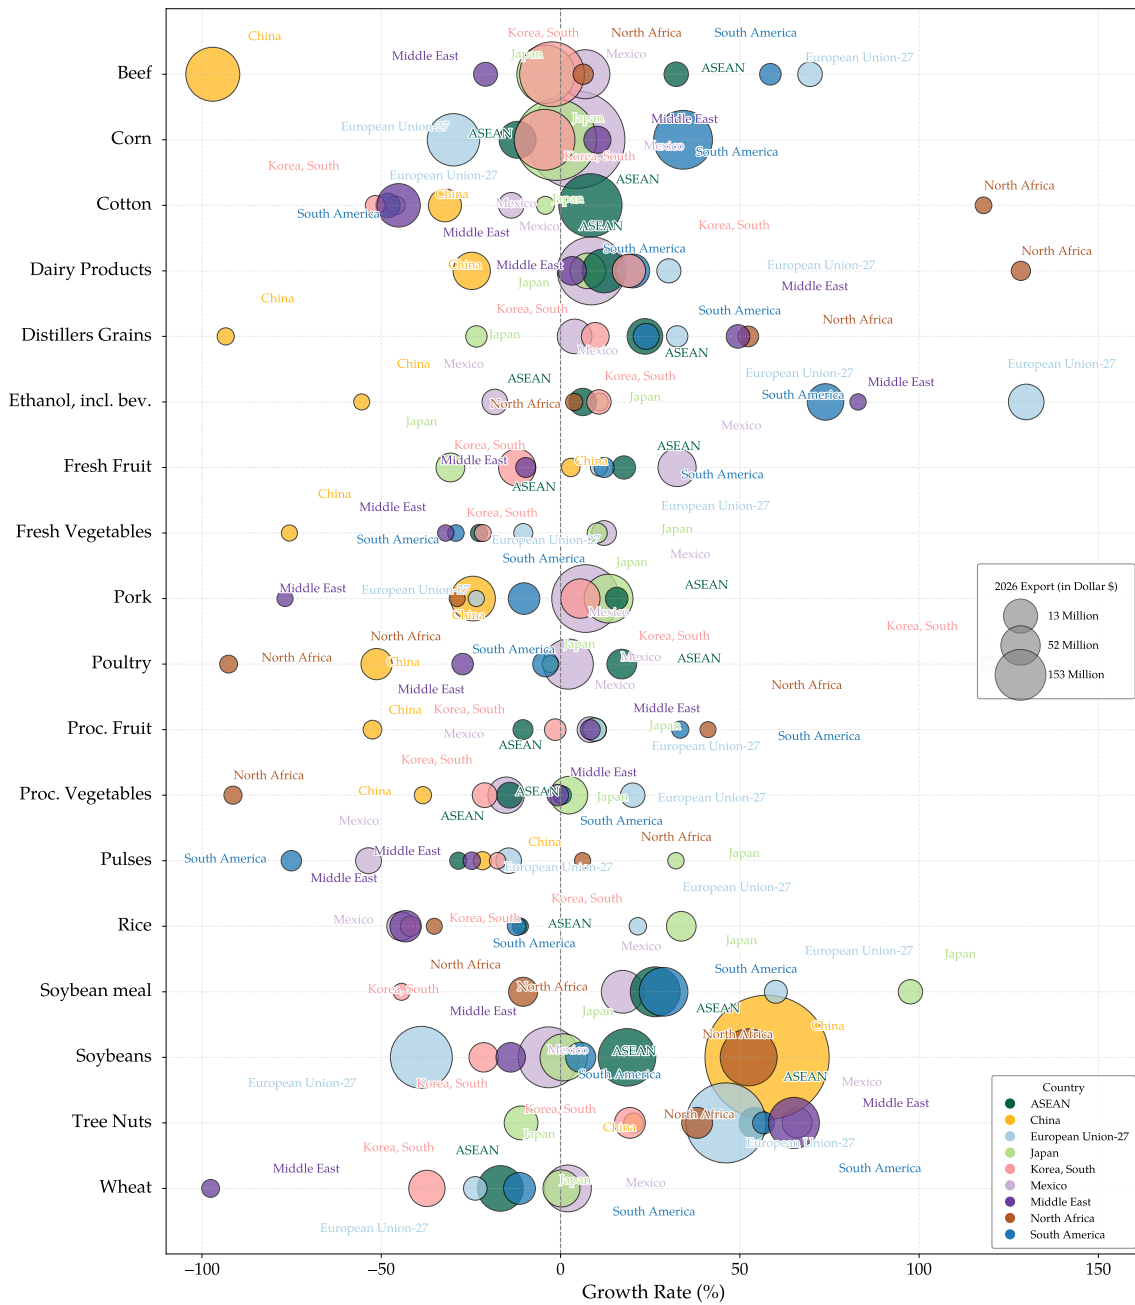 China
Korea, South
North Africa
South America
Middle East
Japan
Mexico
European Union-27
Beef
ASEAN
European Union-27
ASEAN
Japan
Middle East
Corn
Mexico
South America
Korea, South
Korea, South
European Union-27
ASEAN
North Africa
Cotton
China
Mexico
Japan
South America
Middle East
Mexico
ASEAN
Korea, South
South America
North Africa
Dairy Products
China
Middle East
European Union-27
Japan
Middle East
China
Korea, South
South America
North Africa
Distillers Grains
Japan
Mexico
ASEAN
China
Mexico
European Union-27
European Union-27
ASEAN
Korea, South
Middle East
Ethanol, incl. bev.
North Africa
Japan
South America
Japan
Mexico
Korea, South
ASEAN
Fresh Fruit
Middle East
China
South America
ASEAN
China
Middle East
Korea, South
European Union-27
Fresh Vegetables
South America
European Union-27
Japan
South America
Mexico
Japan
Middle East
European Union-27
ASEAN
2026 Export (in Dollar $)
13 Million
52 Million
153 Million
Pork
China
Mexico
North Africa
Korea, South
Korea, South
Poultry
North Africa
China
South America
Japan
Mexico
ASEAN
Middle East
Mexico
North Africa
China
Korea, South
Middle East
Proc. Fruit
Mexico
ASEAN
Japan
European Union-27
South America
Korea, South
North Africa
Middle East
Proc. Vegetables
China
ASEAN
Japan
European Union-27
Mexico
ASEAN
South America
China
North Africa
Pulses
South America
Middle East
European Union-27
Japan
Middle East
European Union-27
Korea, South
Rice
Mexico
Korea, South
ASEAN
South America
Mexico
Japan
European Union-27
Japan
North Africa
South America
Soybean meal
Korea, South
North Africa
Middle East
Japan
ASEAN
China
Soybeans
Mexico
ASEAN
North Africa
European Union-27
Korea, South
South America
ASEAN
Mexico
Country
ASEAN
China
European Union-27
Japan
Korea, South
Mexico
Middle East
North Africa
South America
Tree Nuts
Korea, South
North Africa
Middle East
Japan
China
European Union-27
Korea, South
ASEAN
Middle East
South America
Wheat
Japan
Mexico
European Union-27
South America
−100
−50
0
50
100
150
Growth Rate (%)